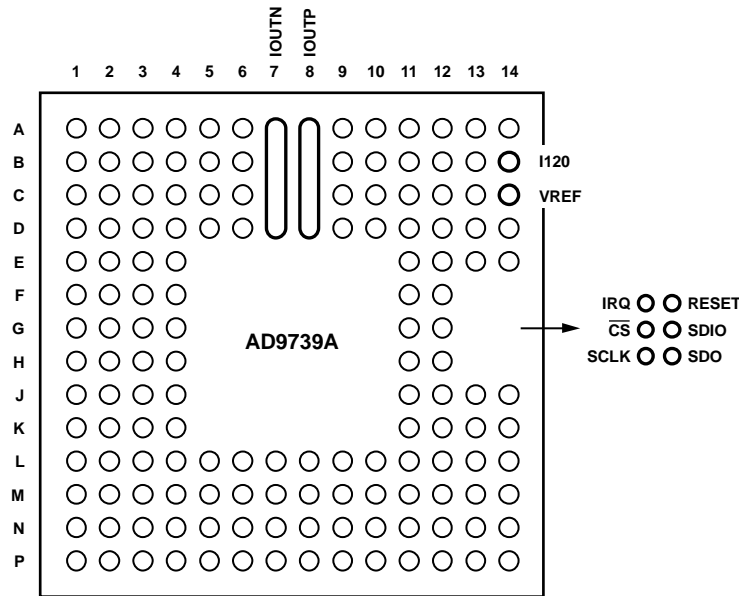 IOUTN
IOUTP
1 2 3 4 5 6 7 8 9 10 11 12 13 14
A
B I120
C VREF
D
E
F IRQ RESET
G AD9739A CS SDIO
H SCLK SDO
J
K
L
M
N
P